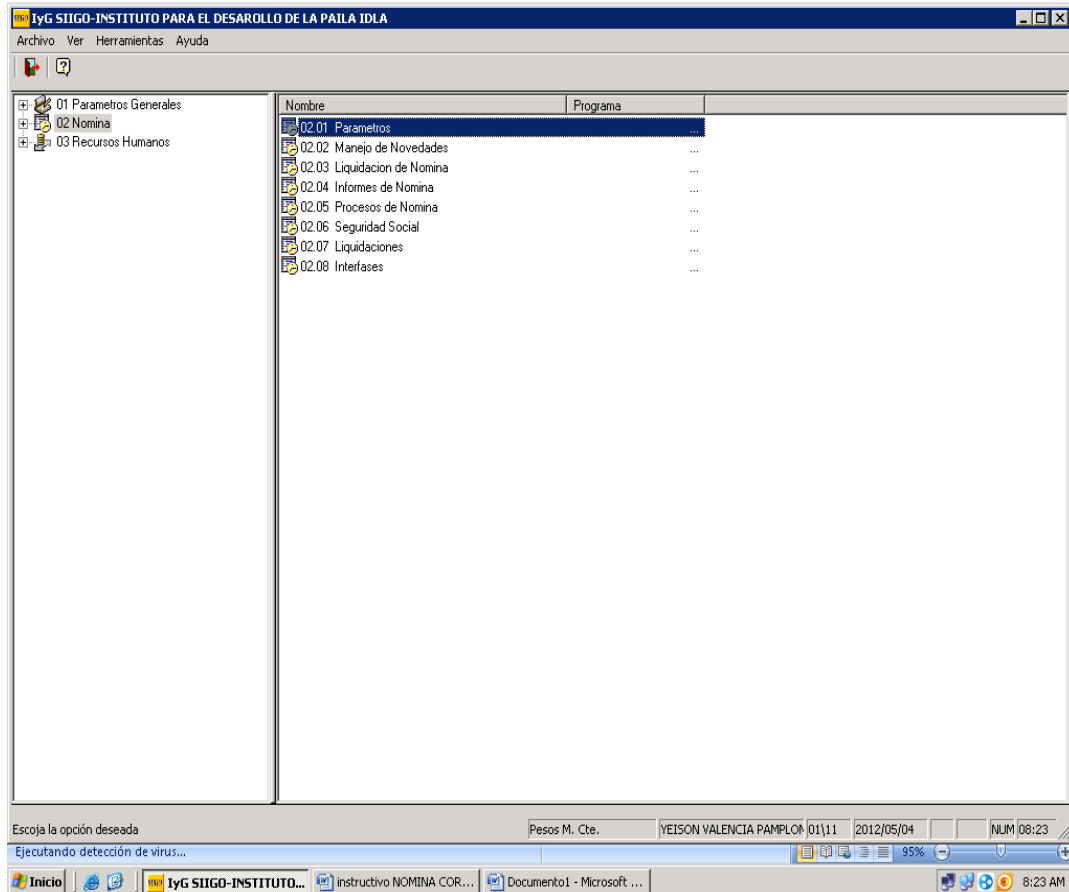 IyG SIIGO-INSTITUTO PARA EL DESAROLLO DE LA PAILA IDLA
Archivo Ver Herramientas Ayuda
01 Parametros Generales
02 Nomina
03 Recursos Humanos
Nombre Programa
02.01 Parametros ...
02.02 Manejo de Novedades ...
02.03 Liquidacion de Nomina ...
02.04 Informes de Nomina ...
02.05 Procesos de Nomina ...
02.06 Seguridad Social ...
02.07 Liquidaciones ...
02.08 Interfases ...
Escoja la opción deseada Pesos M. Cte. YEISON VALENCIA PAMPLON 01\11 2012/05/04 NUM 08:23
Ejecutando detección de virus... 95%
Inicio IyG SIIGO-INSTITUTO... instructivo NOMINA COR... Documento1 - Microsoft ... 8:23 AM